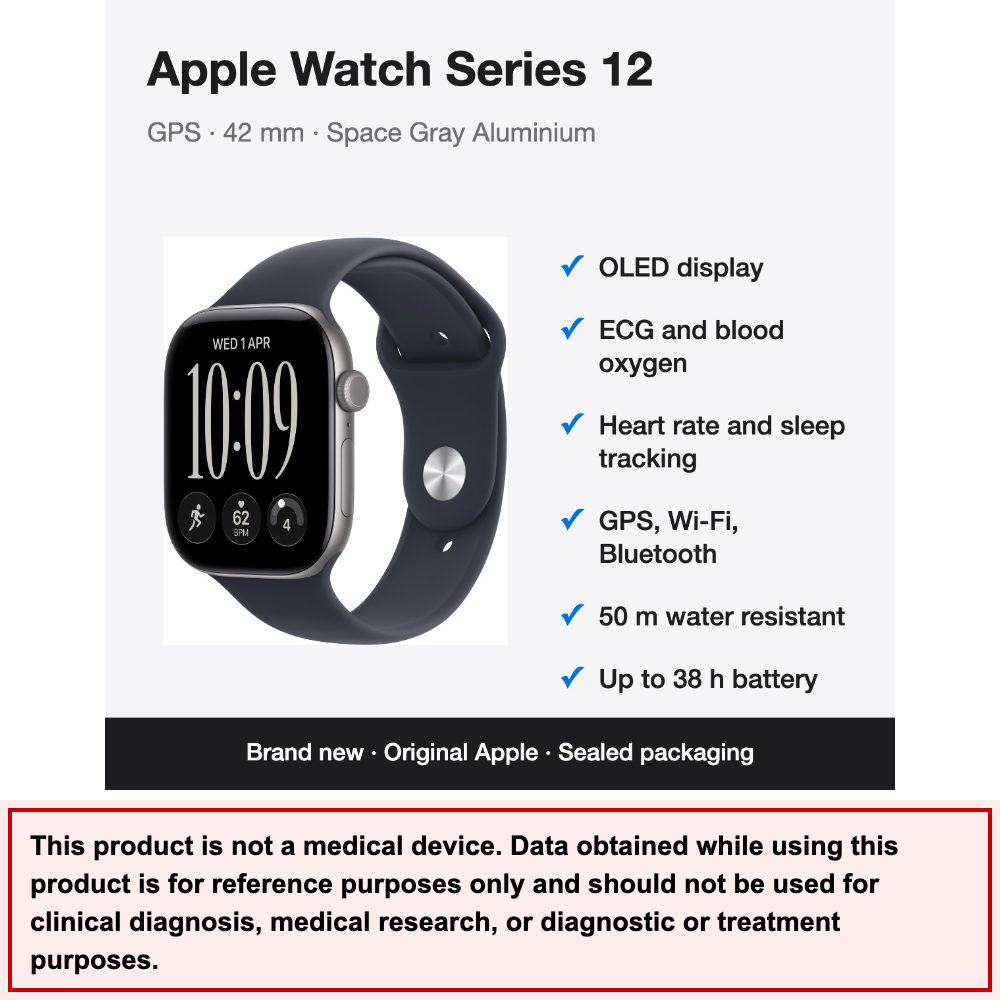 Apple Watch Series 12
GPS · 42 mm · Space Gray Aluminium
WED 1 APR
10:09
62
BPM
4
✓ OLED display
✓ ECG and blood
oxygen
✓ Heart rate and sleep
tracking
✓ GPS, Wi-Fi,
Bluetooth
✓ 50 m water resistant
✓ Up to 38 h battery
Brand new · Original Apple · Sealed packaging
This product is not a medical device. Data obtained while using this
product is for reference purposes only and should not be used for
clinical diagnosis, medical research, or diagnostic or treatment
purposes.